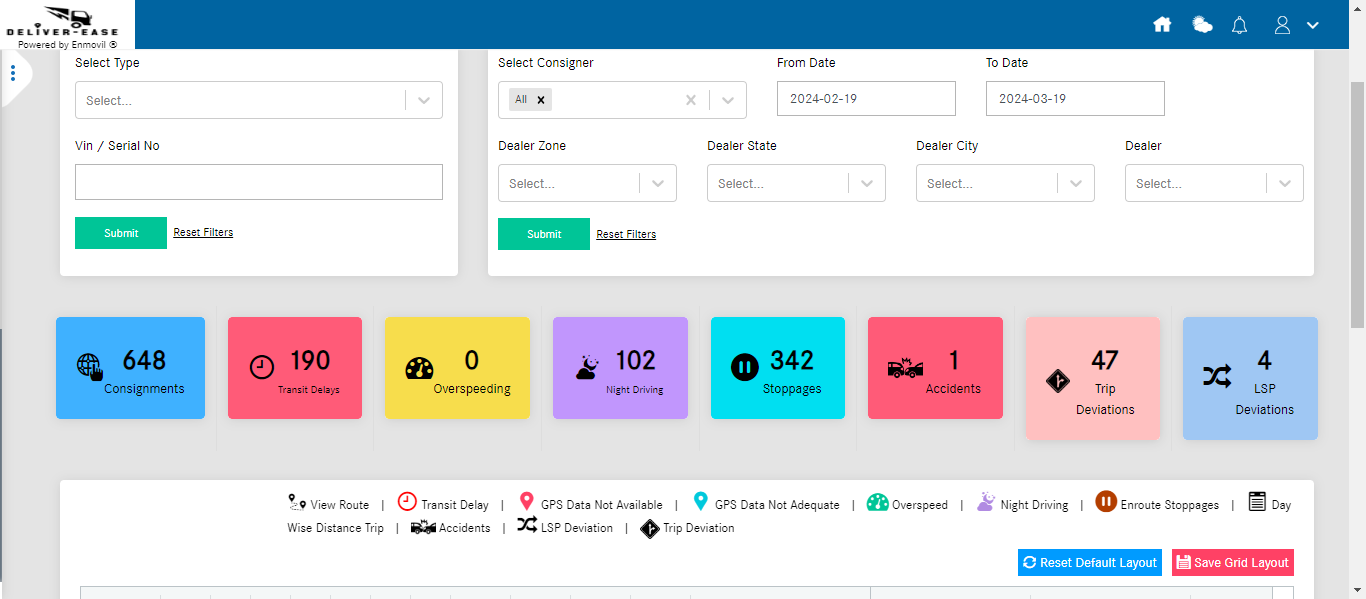 DELIVER-EASE
Powered by Enmovil ®
Select Type
Select...
Vin / Serial No
Submit Reset Filters
Select Consigner From Date To Date
All × 2024-02-19 2024-03-19
Dealer Zone Dealer State Dealer City Dealer
Select... Select... Select... Select...
Submit Reset Filters
648
Consignments
190
Transit Delays
0
Overspeeding
102
Night Driving
342
Stoppages
1
Accidents
47
Trip
Deviations
4
LSP
Deviations
View Route | Transit Delay | GPS Data Not Available | GPS Data Not Adequate | Overspeed | Night Driving | Enroute Stoppages | Day
Wise Distance Trip | Accidents | LSP Deviation | Trip Deviation
Reset Default Layout Save Grid Layout